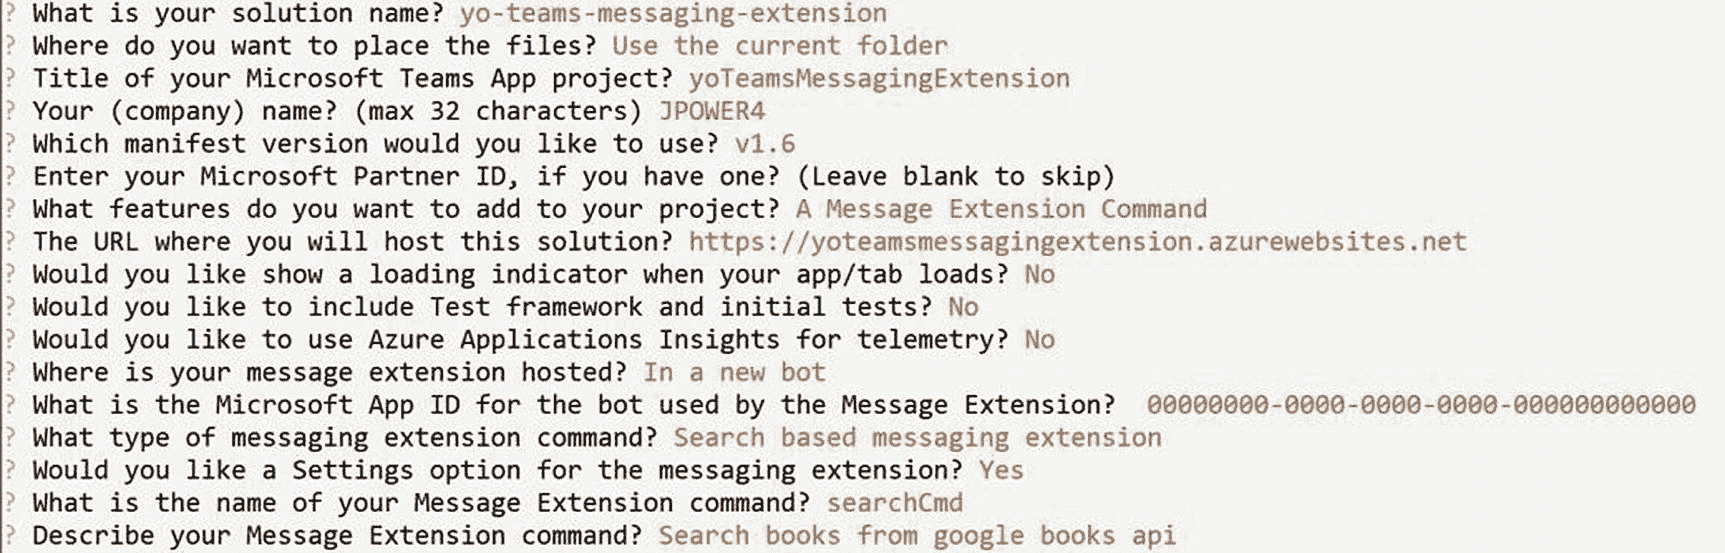 ? What is your solution name? yo-teams-messaging-extension
? Where do you want to place the files? Use the current folder
? Title of your Microsoft Teams App project? yoTeamsMessagingExtension
? Your (company) name? (max 32 characters) JPOWER4
? Which manifest version would you like to use? v1.6
? Enter your Microsoft Partner ID, if you have one? (Leave blank to skip)
? What features do you want to add to your project? A Message Extension Command
? The URL where you will host this solution? https://yoteamsmessagingextension.azurewebsites.net
? Would you like show a loading indicator when your app/tab loads? No
? Would you like to include Test framework and initial tests? No
? Would you like to use Azure Applications Insights for telemetry? No
? Where is your message extension hosted? In a new bot
? What is the Microsoft App ID for the bot used by the Message Extension? 00000000-0000-0000-0000-000000000000
? What type of messaging extension command? Search based messaging extension
? Would you like a Settings option for the messaging extension? Yes
? What is the name of your Message Extension command? searchCmd
? Describe your Message Extension command? Search books from google books api